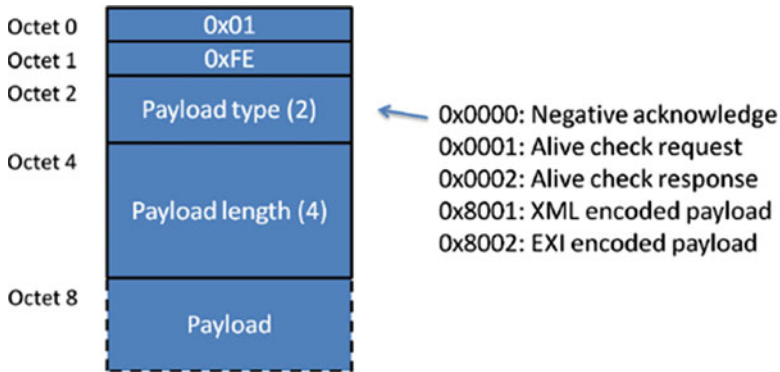 Octet 0
0x01
Octet 1
0xFE
Octet 2
Payload type (2)
0x0000: Negative acknowledge
0x0001: Alive check request
0x0002: Alive check response
0x8001: XML encoded payload
0x8002: EXI encoded payload
Octet 4
Payload length (4)
Octet 8
Payload